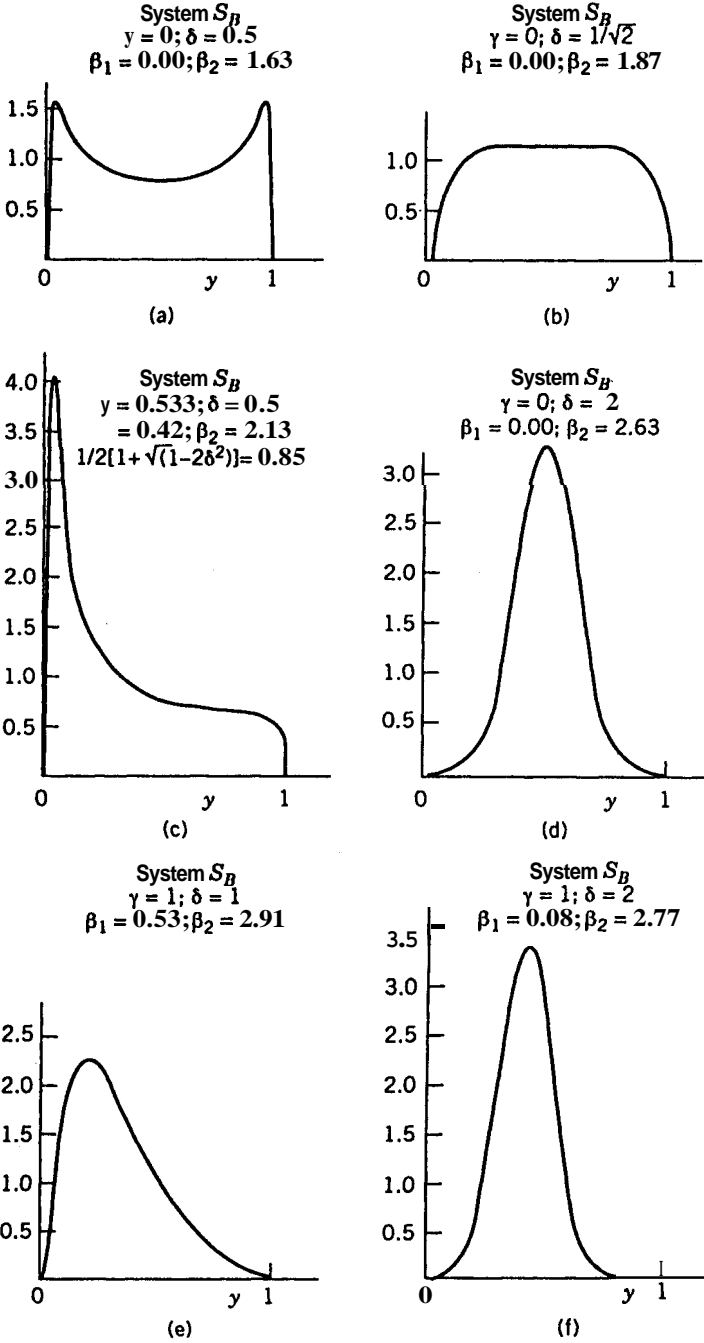 System S_B
y = 0; δ = 0.5
β₁ = 0.00; β₂ = 1.63
1.5
1.0
0.5
0
y
1
(a)
System S_B
γ = 0; δ = 1/√2
β₁ = 0.00; β₂ = 1.87
1.0
0.5
0
y
1
(b)
System S_B
y = 0.533; δ = 0.5
= 0.42; β₂ = 2.13
1/2[1+√(1−2δ²)] = 0.85
4.0
3.5
3.0
2.5
2.0
1.5
1.0
0.5
0
y
1
(c)
System S_B
γ = 0; δ = 2
β₁ = 0.00; β₂ = 2.63
3.0
2.5
2.0
1.5
1.0
0.5
0
y
1
(d)
System S_B
γ = 1; δ = 1
β₁ = 0.53; β₂ = 2.91
2.5
2.0
1.5
1.0
0.5
0
y
1
(e)
System S_B
γ = 1; δ = 2
β₁ = 0.08; β₂ = 2.77
3.5
3.0
2.5
2.0
1.5
1.0
0.5
0
y
1
(f)